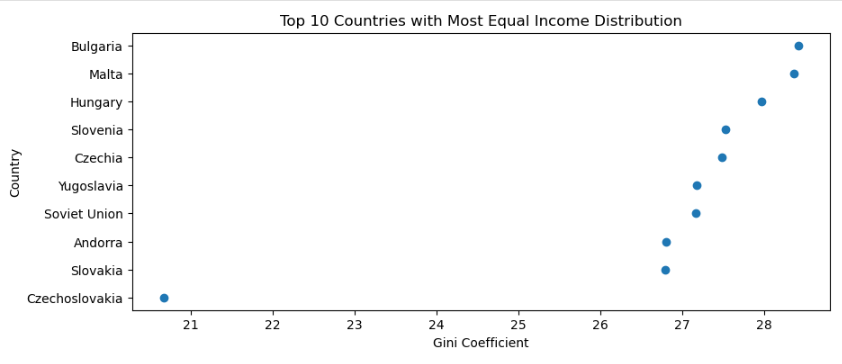 Top 10 Countries with Most Equal Income Distribution
Country
Bulgaria
Malta
Hungary
Slovenia
Czechia
Yugoslavia
Soviet Union
Andorra
Slovakia
Czechoslovakia
21 22 23 24 25 26 27 28
Gini Coefficient